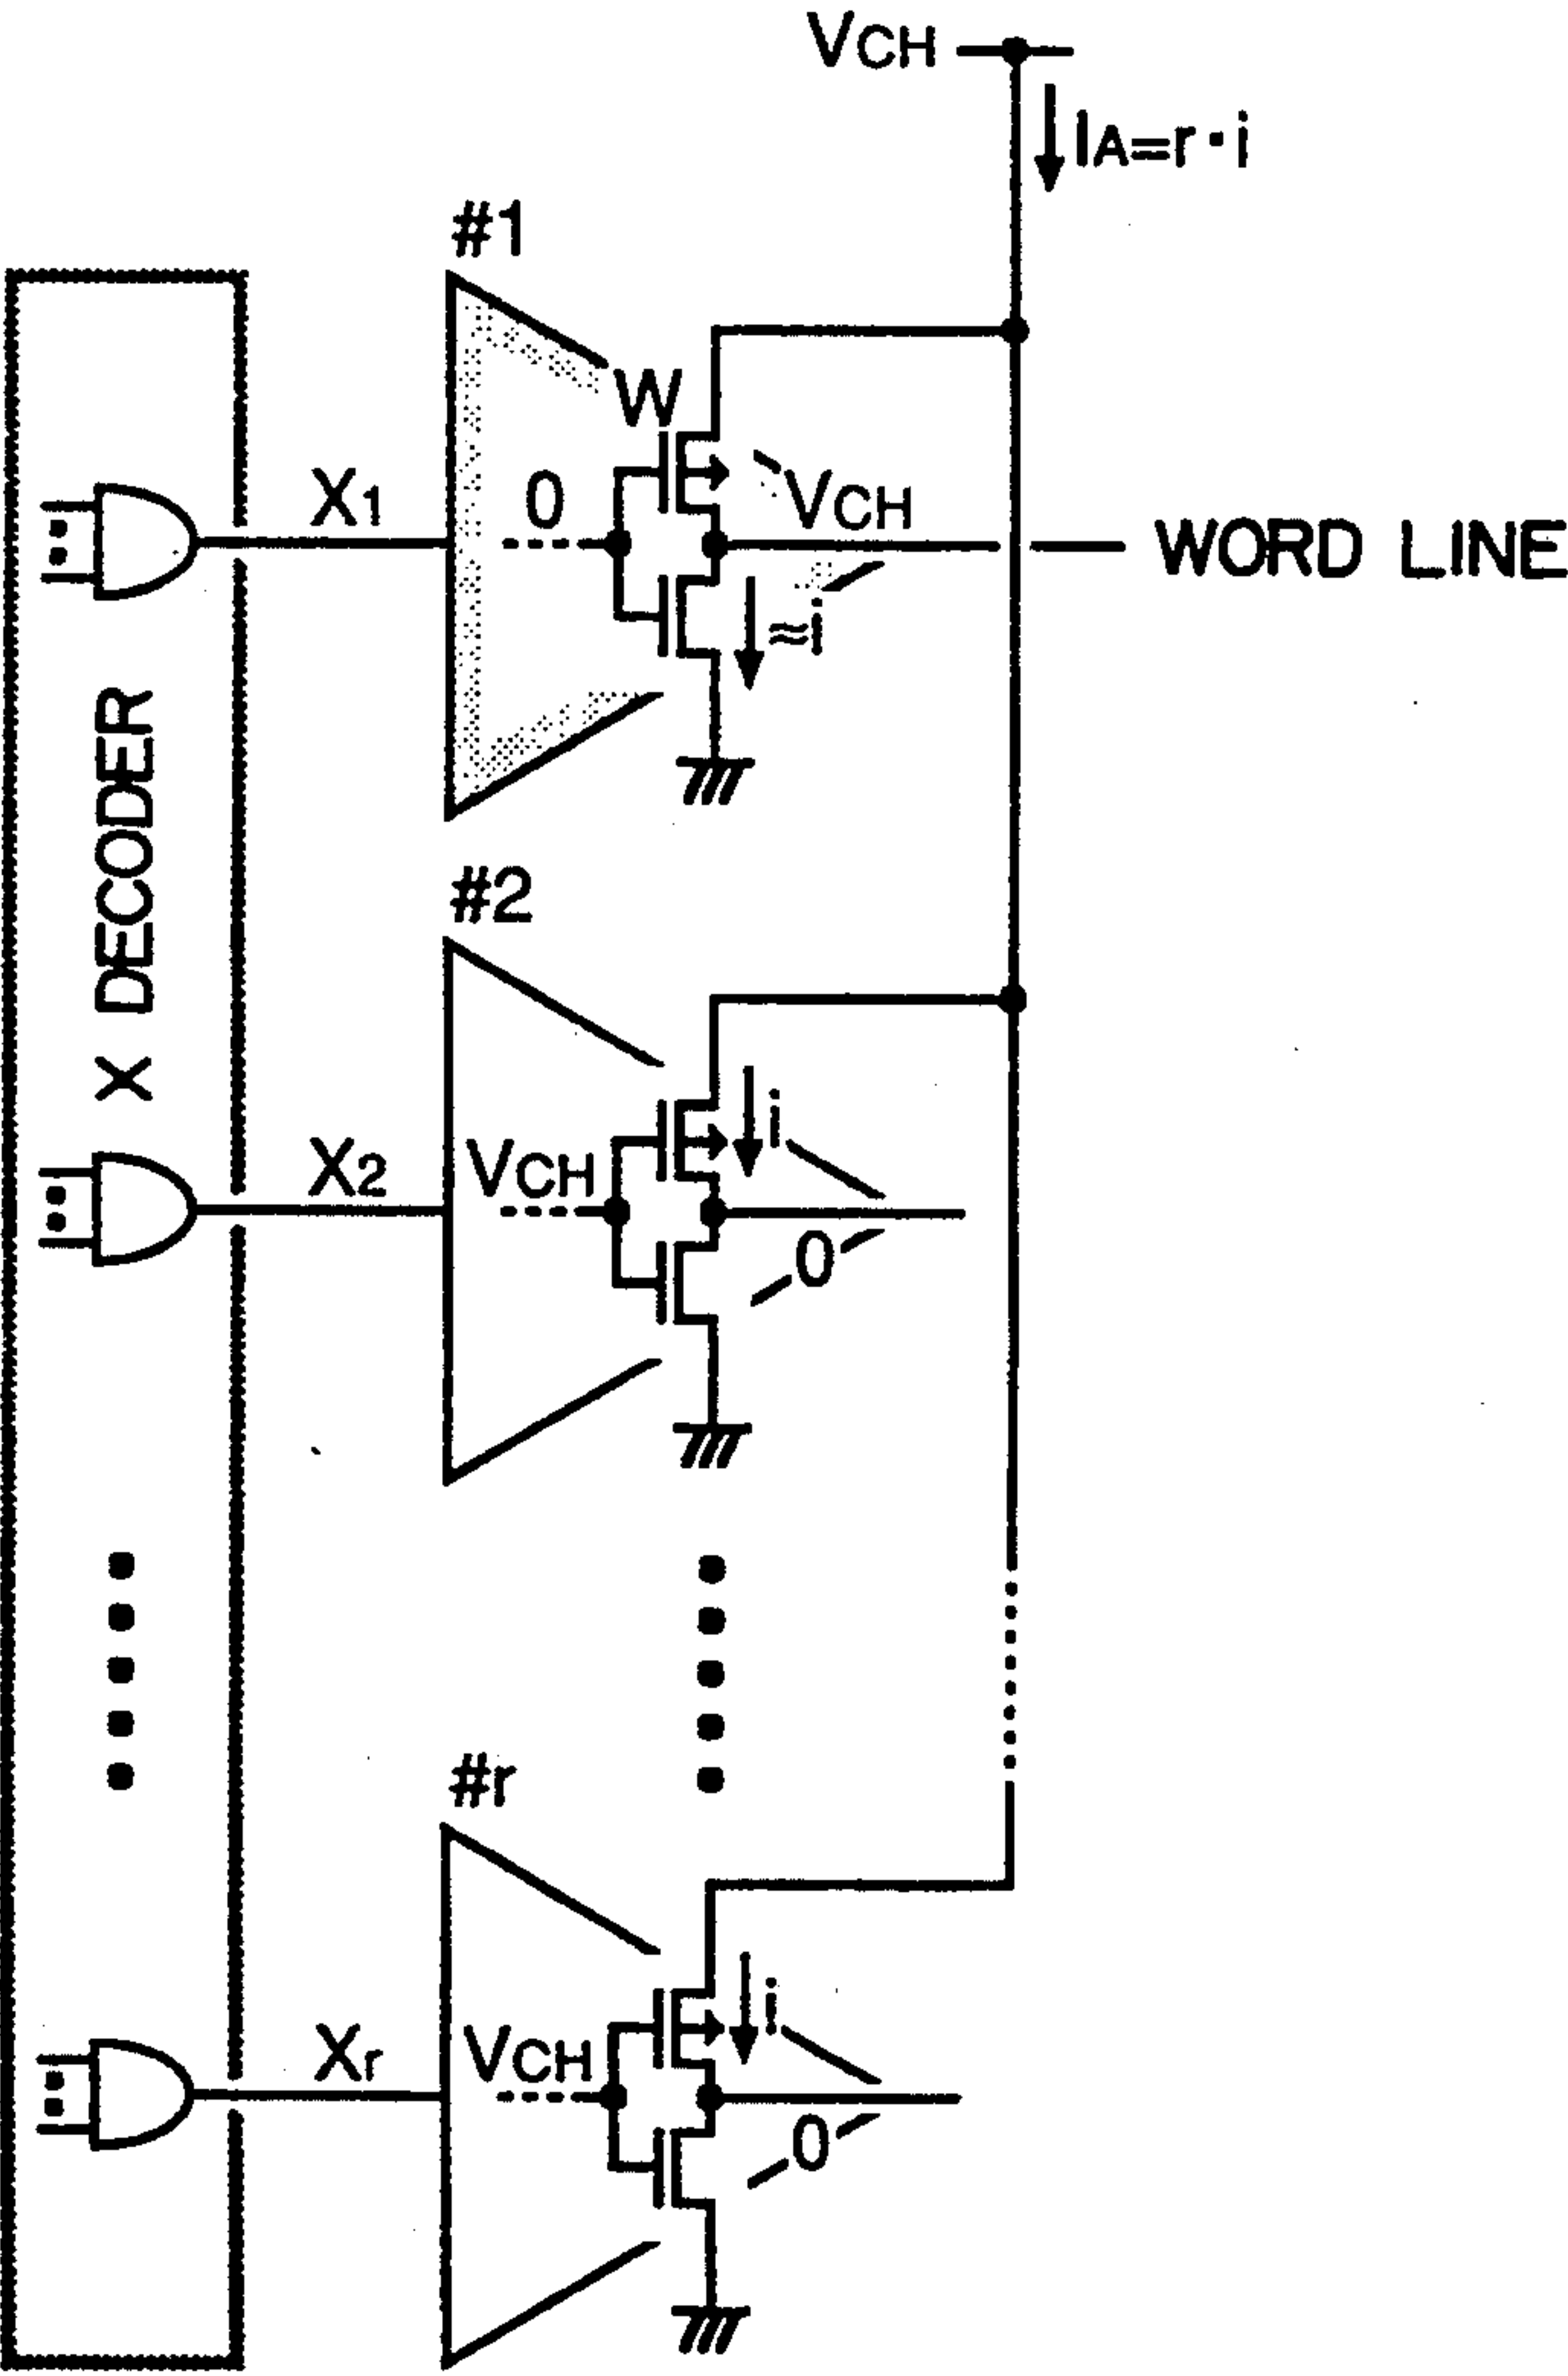 VCH
IA=r·i
#1
W
X1
0
VCH
WORD LINE
≈i
X DECODER
#2
i
X2
VCH
0
#r
i
Xr
VCH
0